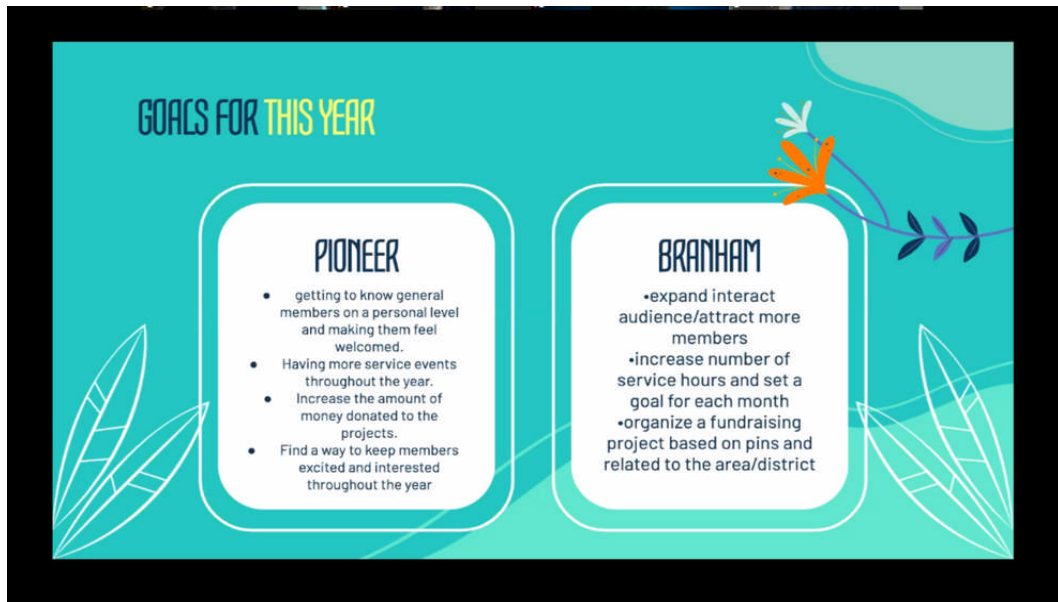 GOALS FOR THIS YEAR
PIONEER
● getting to know general
members on a personal level
and making them feel
welcomed.
● Having more service events
throughout the year.
● Increase the amount of
money donated to the
projects.
● Find a way to keep members
excited and interested
throughout the year
BRANHAM
•expand interact
audience/attract more
members
•increase number of
service hours and set a
goal for each month
•organize a fundraising
project based on pins and
related to the area/district